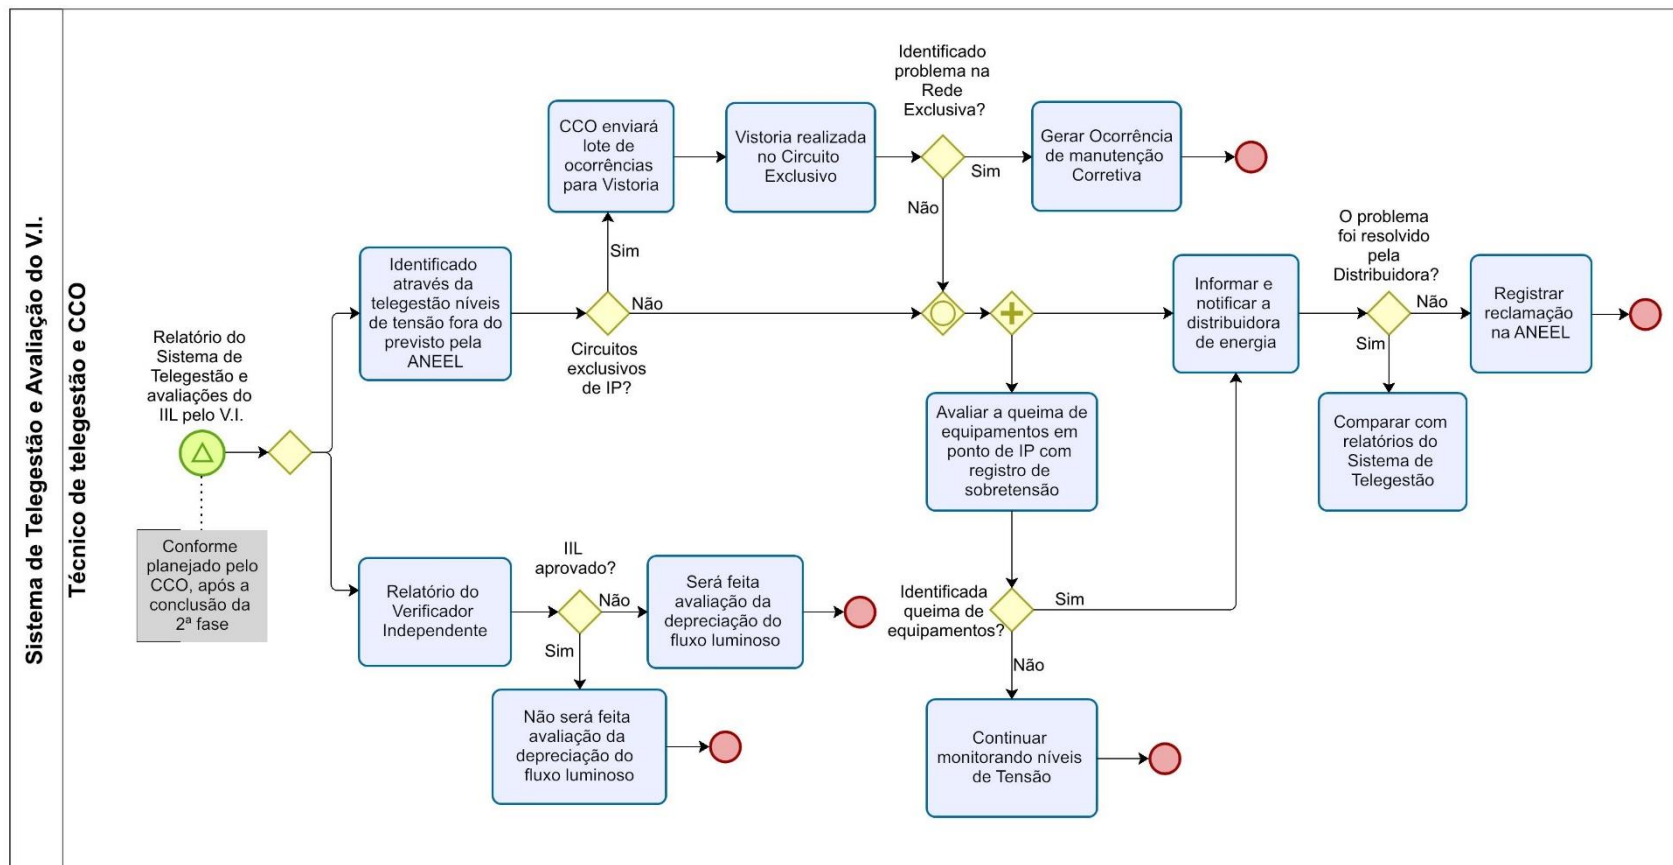 Sistema de Telegestão e Avaliação do V.I.
Técnico de telegestão e CCO
Relatório do
Sistema de
Telegestão e
avaliações do
IIL pelo V.I.
Conforme
planejado pelo
CCO, após a
conclusão da
2ª fase
Identificado
através da
telegestão níveis
de tensão fora do
previsto pela
ANEEL
Circuitos
exclusivos
de IP?
Sim
Não
CCO enviará
lote de
ocorrências
para Vistoria
Vistoria realizada
no Circuito
Exclusivo
Identificado
problema na
Rede
Exclusiva?
Sim
Não
Gerar Ocorrência
de manutenção
Corretiva
Informar e
notificar a
distribuidora
de energia
O problema
foi resolvido
pela
Distribuidora?
Não
Sim
Registrar
reclamação
na ANEEL
Comparar com
relatórios do
Sistema de
Telegestão
Avaliar a queima de
equipamentos em
ponto de IP com
registro de
sobretensão
Identificada
queima de
equipamentos?
Sim
Não
Continuar
monitorando níveis
de Tensão
Relatório do
Verificador
Independente
IIL
aprovado?
Não
Sim
Será feita
avaliação da
depreciação do
fluxo luminoso
Não será feita
avaliação da
depreciação do
fluxo luminoso